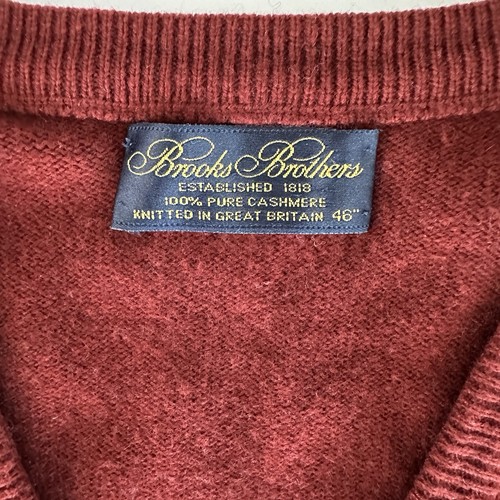 Brooks Brothers
ESTABLISHED 1818
100% PURE CASHMERE
KNITTED IN GREAT BRITAIN 46"